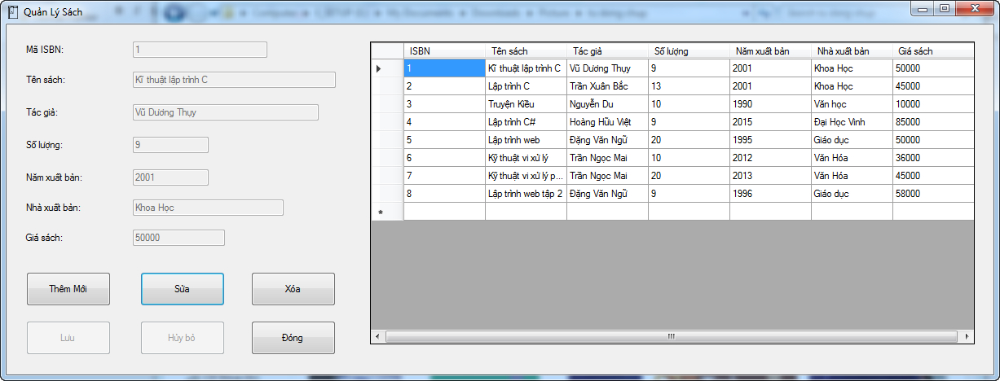 Quản Lý Sách
Mã ISBN: 1
Tên sách: Kĩ thuật lập trình C
Tác giả: Vũ Dương Thụy
Số lượng: 9
Năm xuất bản: 2001
Nhà xuất bản: Khoa Học
Giá sách: 50000
Thêm Mới Sửa Xóa
Lưu Hủy bỏ Đóng
ISBN Tên sách Tác giả Số lượng Năm xuất bản Nhà xuất bản Giá sách
1 Kĩ thuật lập trình C Vũ Dương Thụy 9 2001 Khoa Học 50000
2 Lập trình C Trần Xuân Bắc 13 2001 Khoa Học 45000
3 Truyện Kiều Nguyễn Du 10 1990 Văn học 10000
4 Lập trình C# Hoàng Hữu Việt 9 2015 Đại Học Vinh 85000
5 Lập trình web Đặng Văn Ngữ 20 1995 Giáo dục 50000
6 Kỹ thuật vi xử lý Trần Ngọc Mai 10 2012 Văn Hóa 36000
7 Kỹ thuật vi xử lý p... Trần Ngọc Mai 20 2013 Văn Hóa 45000
8 Lập trình web tập 2 Đặng Văn Ngữ 9 1996 Giáo dục 58000